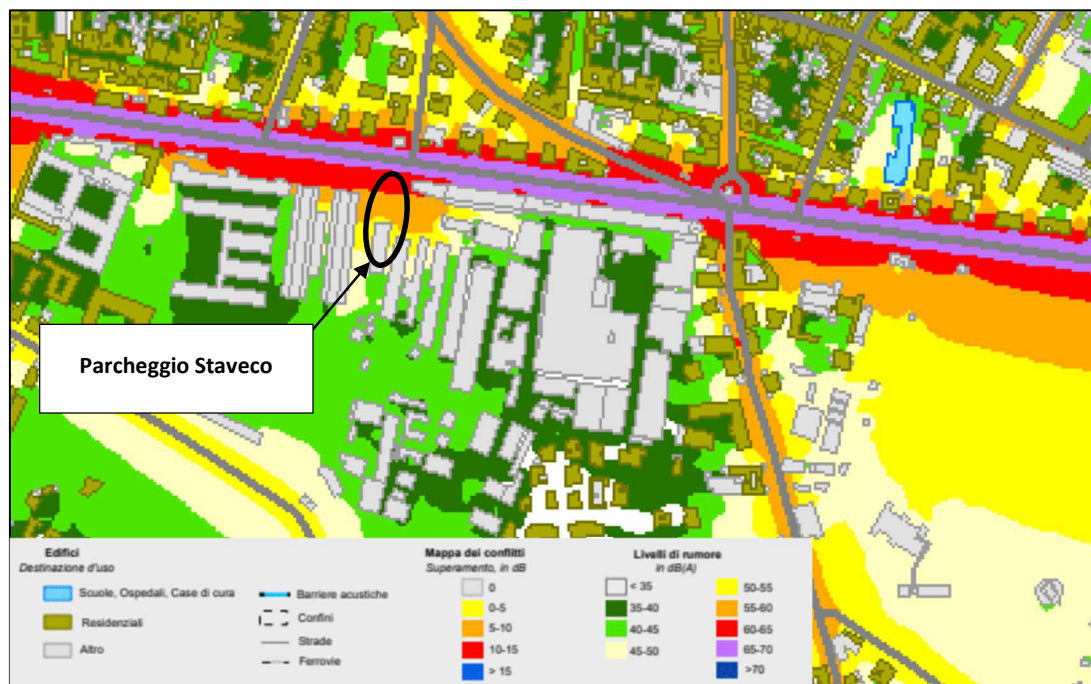 Parcheggio Staveco
Edifici
Destinazione d'uso
Scuole, Ospedali, Case di cura
Residenziali
Altro
Barriere acustiche
Confini
Strade
Ferrovie
Mappa dei conflitti
Superamento, in dB
0
0-5
5-10
10-15
> 15
Livelli di rumore
in dB(A)
< 35
35-40
40-45
45-50
50-55
55-60
60-65
65-70
>70